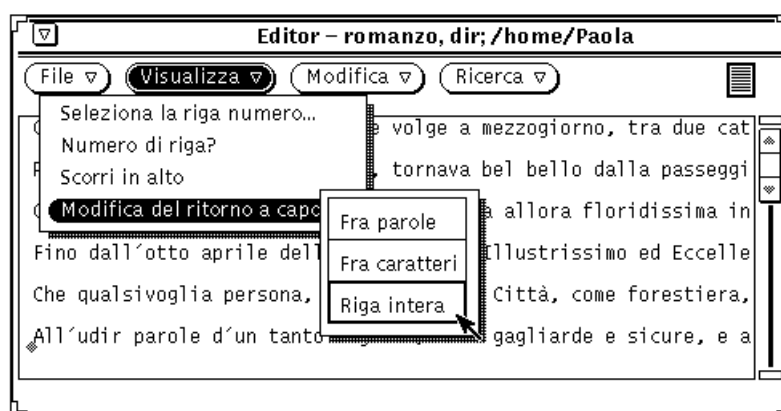 Editor – romanzo, dir; /home/Paola
File Visualizza Modifica Ricerca
Seleziona la riga numero...
volge a mezzogiorno, tra due cat
Numero di riga?
, tornava bel bello dalla passeggi
Scorri in alto
Modifica del ritorno a capo
a allora floridissima in
Fra parole
Fino dall´otto aprile dell
Illustrissimo ed Eccelle
Fra caratteri
Che qualsivoglia persona,
Città, come forestiera,
Riga intera
All´udir parole d´un tanto
gagliarde e sicure, e a